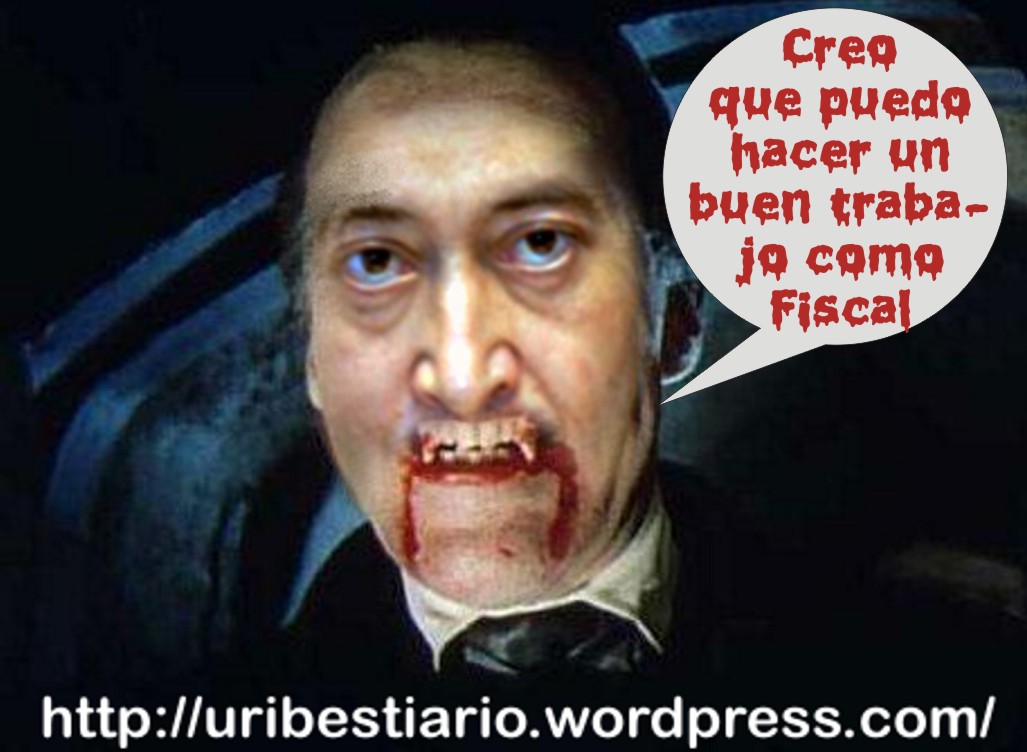 Creo
que puedo
hacer un
buen traba-
jo como
Fiscal
http://uribestiario.wordpress.com/